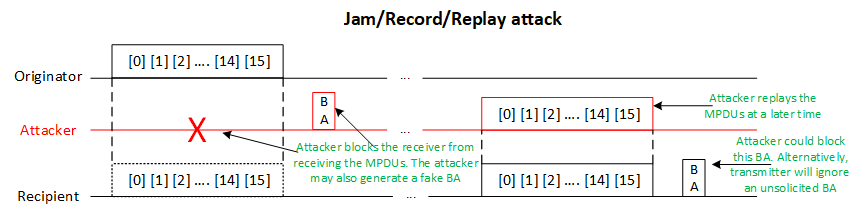 Jam/Record/Replay attack
[0] [1] [2] .... [14] [15]
Originator
...
B
A
Attacker
...
[0] [1] [2] .... [14] [15]
Attacker replays the
MPDUs at a later time
Attacker blocks the receiver from
receiving the MPDUs. The attacker
may also generate a fake BA
Attacker could block
this BA. Alternatively,
transmitter will ignore
an unsolicited BA
Recipient
[0] [1] [2] .... [14] [15]
...
[0] [1] [2] .... [14] [15]
B
A